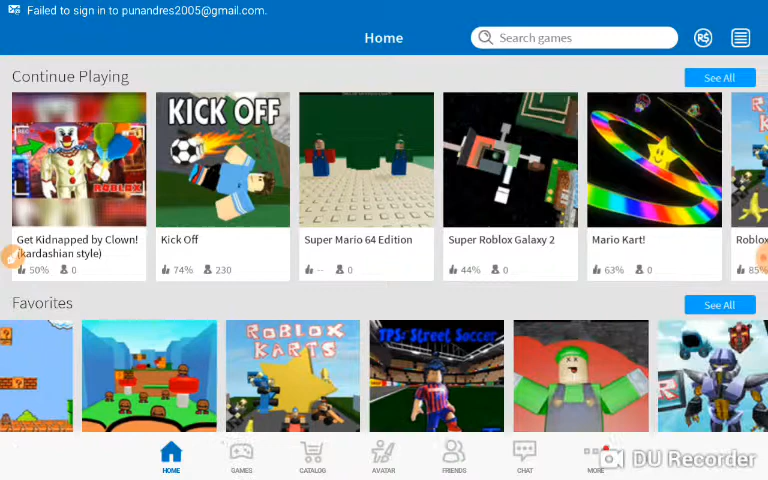 Failed to sign in to punandres2005@gmail.com.
Home
Search games
R$
Continue Playing
See All
KICK OFF
ROBLOX
Get Kidnapped by Clown!
(kardashian style)
Kick Off
Super Mario 64 Edition
Super Roblox Galaxy 2
Mario Kart!
Roblox
50% 0
74% 230
-- 0
44% 0
63% 0
85%
Favorites
See All
ROBLOX
KARTS
TPS: Street Soccer
HOME
GAMES
CATALOG
AVATAR
FRIENDS
CHAT
MORE
DU Recorder